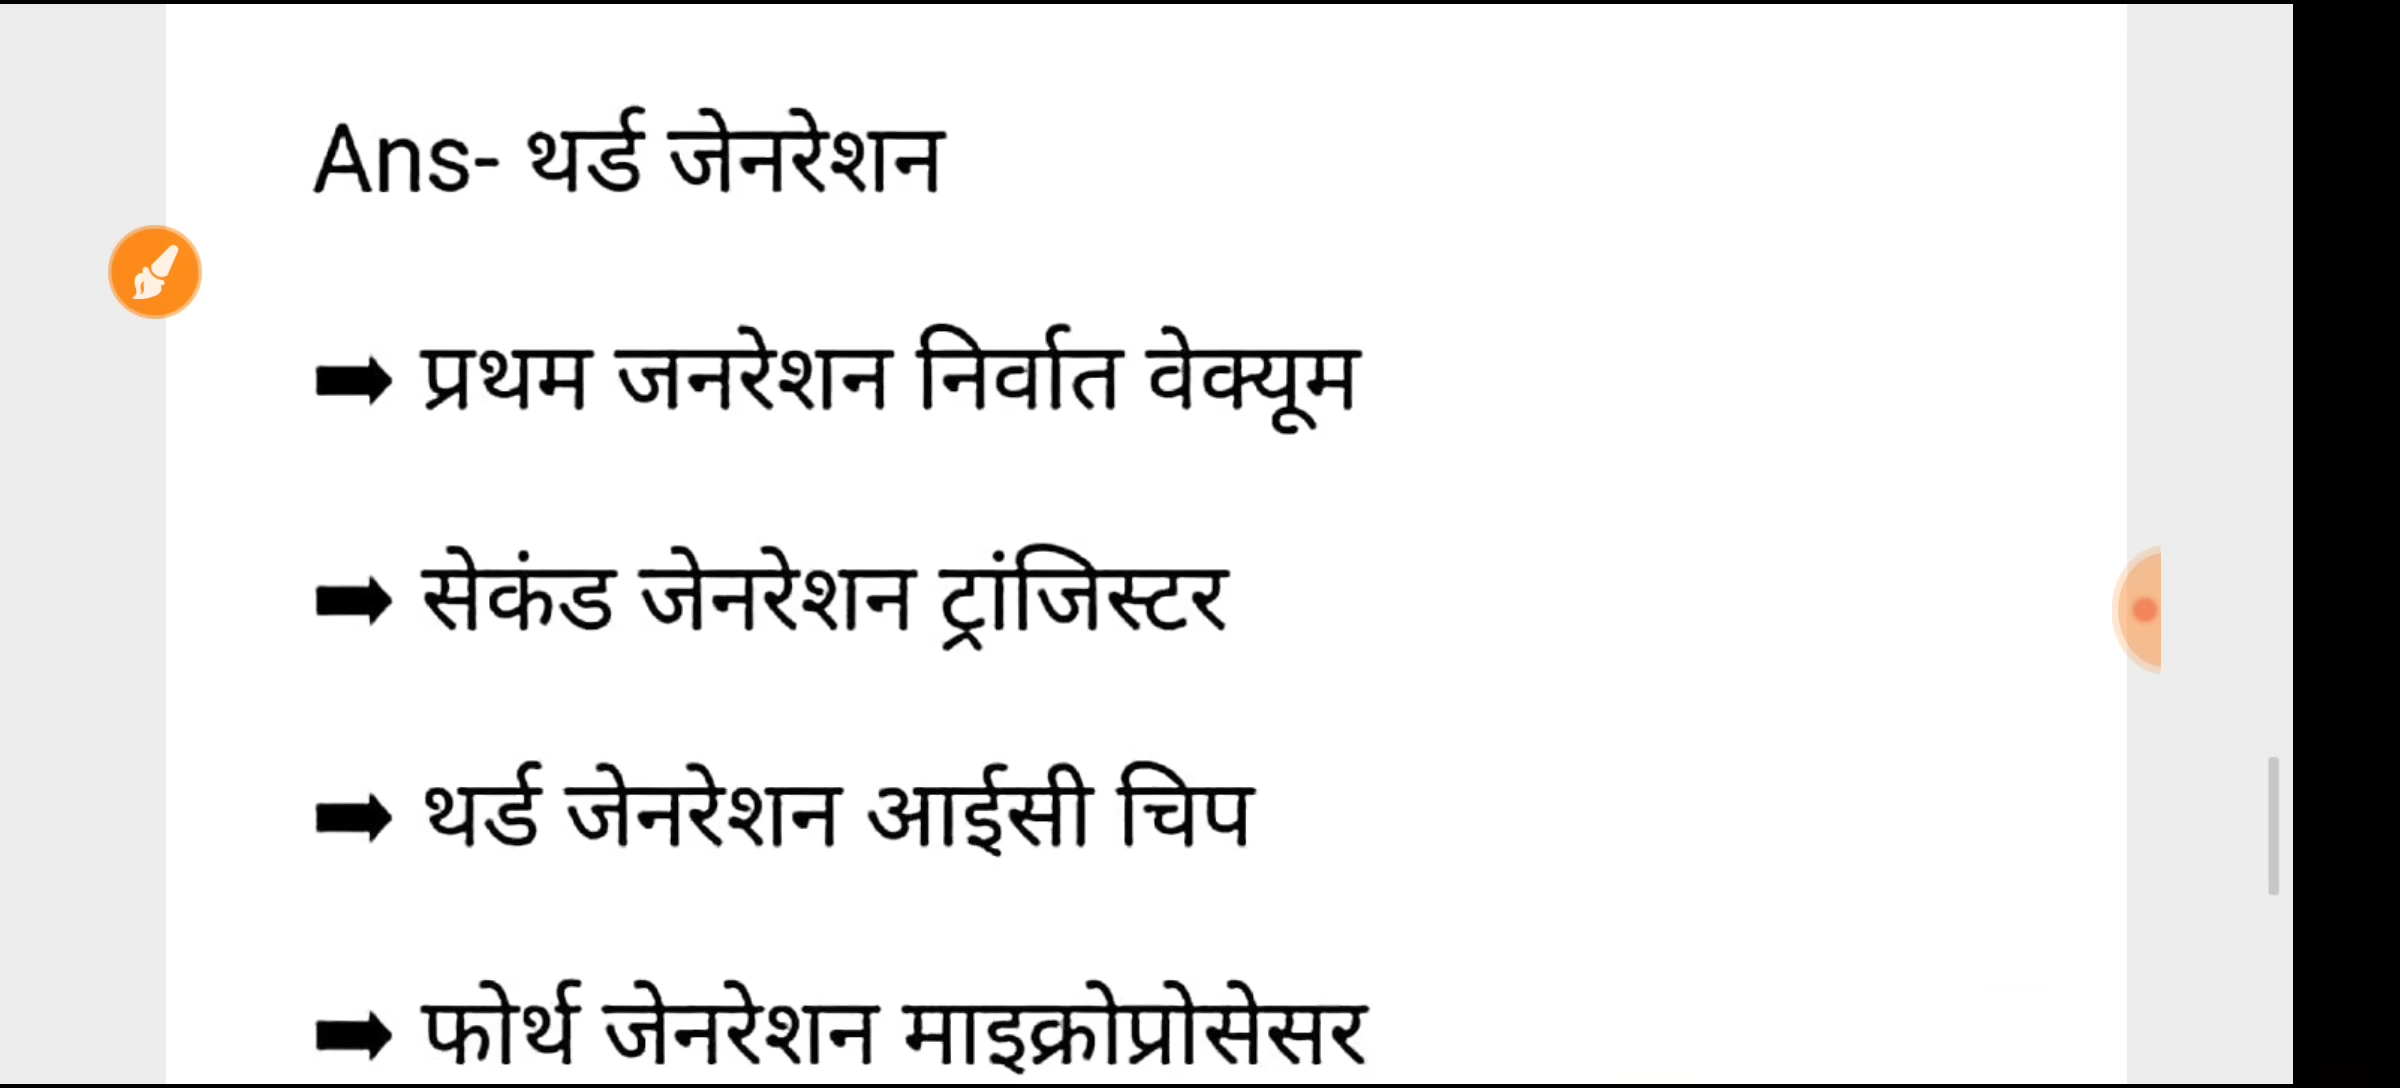 Ans- थर्ड जेनरेशन
➡ प्रथम जनरेशन निर्वात वेक्यूम
➡ सेकंड जेनरेशन ट्रांजिस्टर
➡ थर्ड जेनरेशन आईसी चिप
➡ फोर्थ जेनरेशन माइक्रोप्रोसेसर